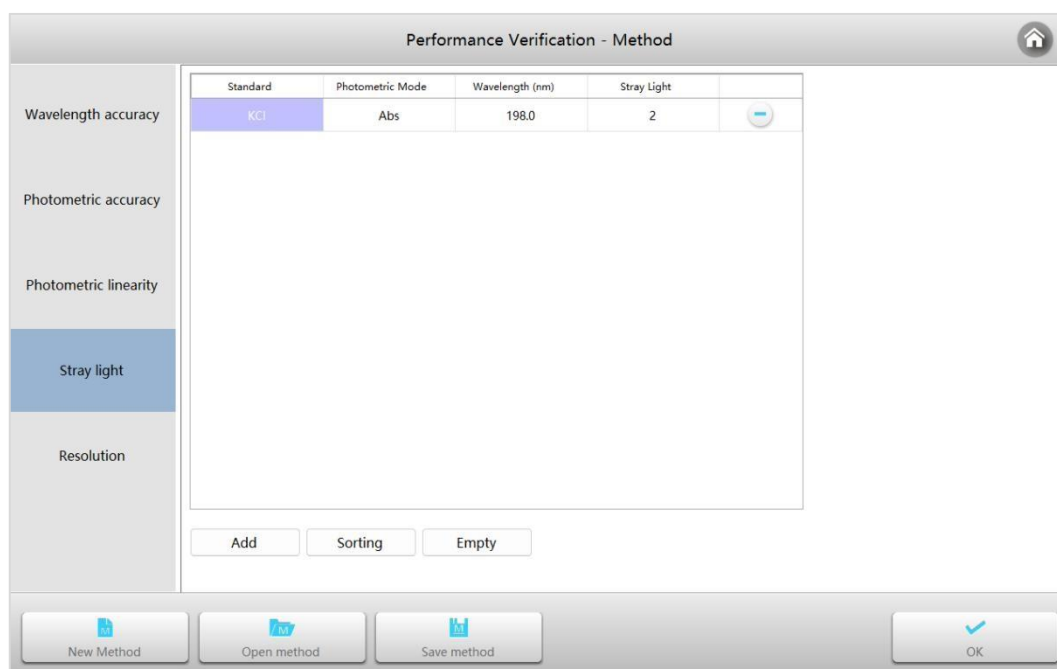 Performance Verification - Method
Wavelength accuracy
Photometric accuracy
Photometric linearity
Stray light
Resolution
Standard Photometric Mode Wavelength (nm) Stray Light
KCl Abs 198.0 2
Add Sorting Empty
New Method Open method Save method OK